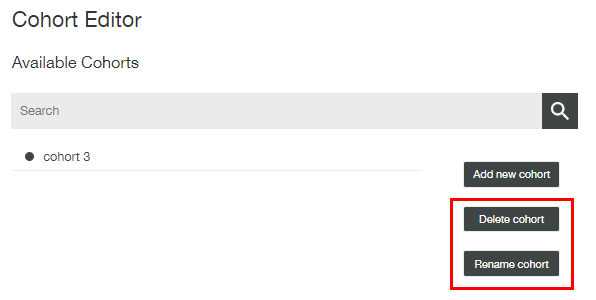 Cohort Editor
Available Cohorts
Search
cohort 3
Add new cohort
Delete cohort
Rename cohort